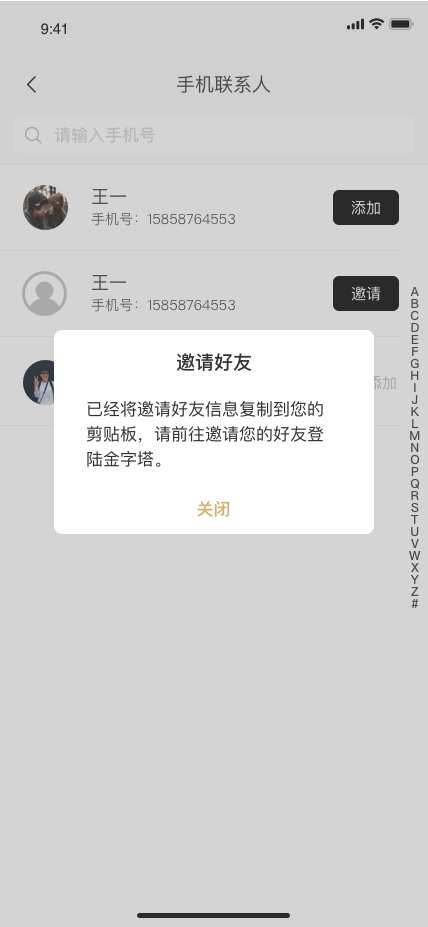 9:41
手机联系人
请输入手机号
王一
手机号：15858764553
添加
王一
手机号：15858764553
邀请
添加
邀请好友
已经将邀请好友信息复制到您的
剪贴板，请前往邀请您的好友登
陆金字塔。
关闭
A
B
C
D
E
F
G
H
I
J
K
L
M
N
O
P
Q
R
S
T
U
V
W
X
Y
Z
#